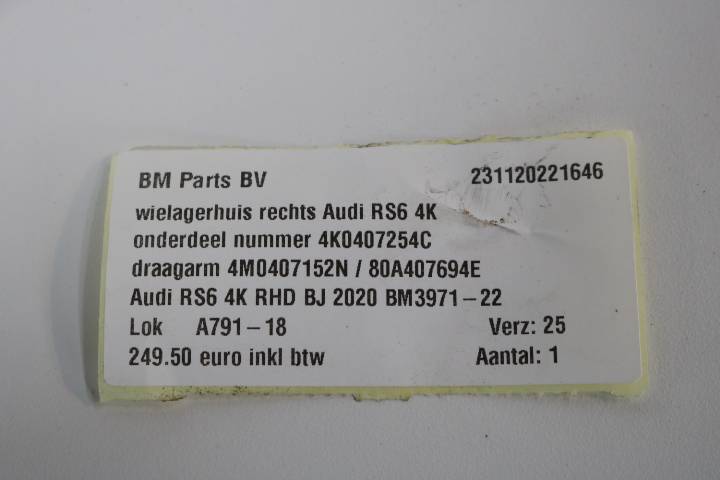 BM Parts BV 231120221646
wielagerhuis rechts Audi RS6 4K
onderdeel nummer 4K0407254C
draagarm 4M0407152N / 80A407694E
Audi RS6 4K RHD BJ 2020 BM3971-22
Lok A791-18 Verz: 25
249.50 euro inkl btw Aantal: 1